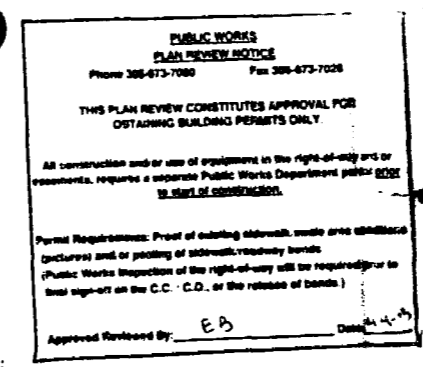 PUBLIC WORKS
PLAN REVIEW NOTICE
Phone 305-673-7080 Fax 305-673-7028
THIS PLAN REVIEW CONSTITUTES APPROVAL FOR
OBTAINING BUILDING PERMITS ONLY.
All construction and/or use of equipment in the right-of-way and/or
easements, requires a separate Public Works Department permit prior
to start of construction.
Permit Requirements: Proof of existing sidewalk, swale area conditions
(pictures) and or posting of sidewalk roadway bonds
(Public Works Inspection of the right-of-way will be required prior to
final sign-off on the C.C. C.O., or the release of bonds.)
Approved Reviewed By: EB Date: